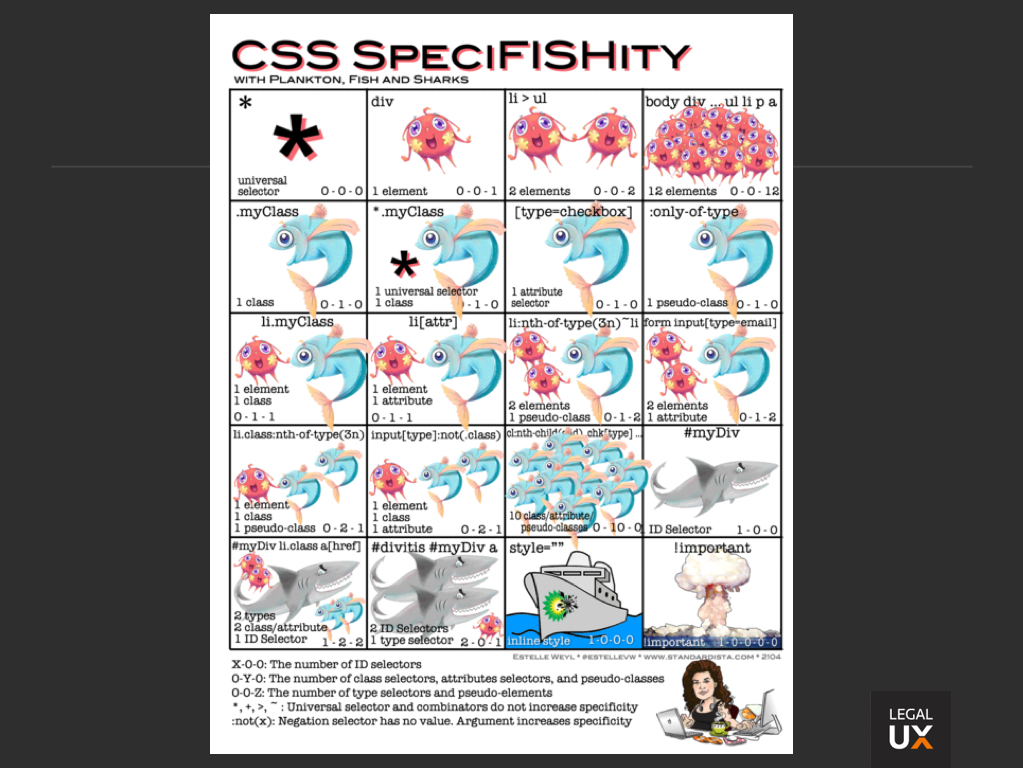 CSS SpeciFISHity
with Plankton, Fish and Sharks
*
*
universal
selector 0-0-0
div
1 element 0-0-1
li > ul
2 elements 0-0-2
body div ... ul li p a
12 elements 0-0-12
.myClass
1 class 0-1-0
*.myClass
*
1 universal selector
1 class 0-1-0
[type=checkbox]
1 attribute
selector 0-1-0
:only-of-type
1 pseudo-class 0-1-0
li.myClass
1 element
1 class
0-1-1
li[attr]
1 element
1 attribute
0-1-1
li:nth-of-type(3n)~li
2 elements
1 pseudo-class 0-1-2
form input[type=email]
2 elements
1 attribute 0-1-2
li.class:nth-of-type(3n)
1 element
1 class
1 pseudo-class 0-2-1
input[type]:not(.class)
1 element
1 class
1 attribute 0-2-1
chk[type] ...
10 class/attribute/
pseudo-classes 0-10-0
#myDiv
ID Selector 1-0-0
#myDiv li.class a[href]
2 types
2 class/attribute
1 ID Selector 1-2-2
#divitis #myDiv a
2 ID Selectors
1 type selector 2-0-1
style=""
inline style 1-0-0-0
!important
!important 1-0-0-0-0
Estelle Weyl * @estellevw * www.standardista.com * 2104
X-0-0: The number of ID selectors
0-Y-0: The number of class selectors, attributes selectors, and pseudo-classes
0-0-Z: The number of type selectors and pseudo-elements
*, +, >, ~ : Universal selector and combinators do not increase specificity
:not(x): Negation selector has no value. Argument increases specificity
LEGAL
UX